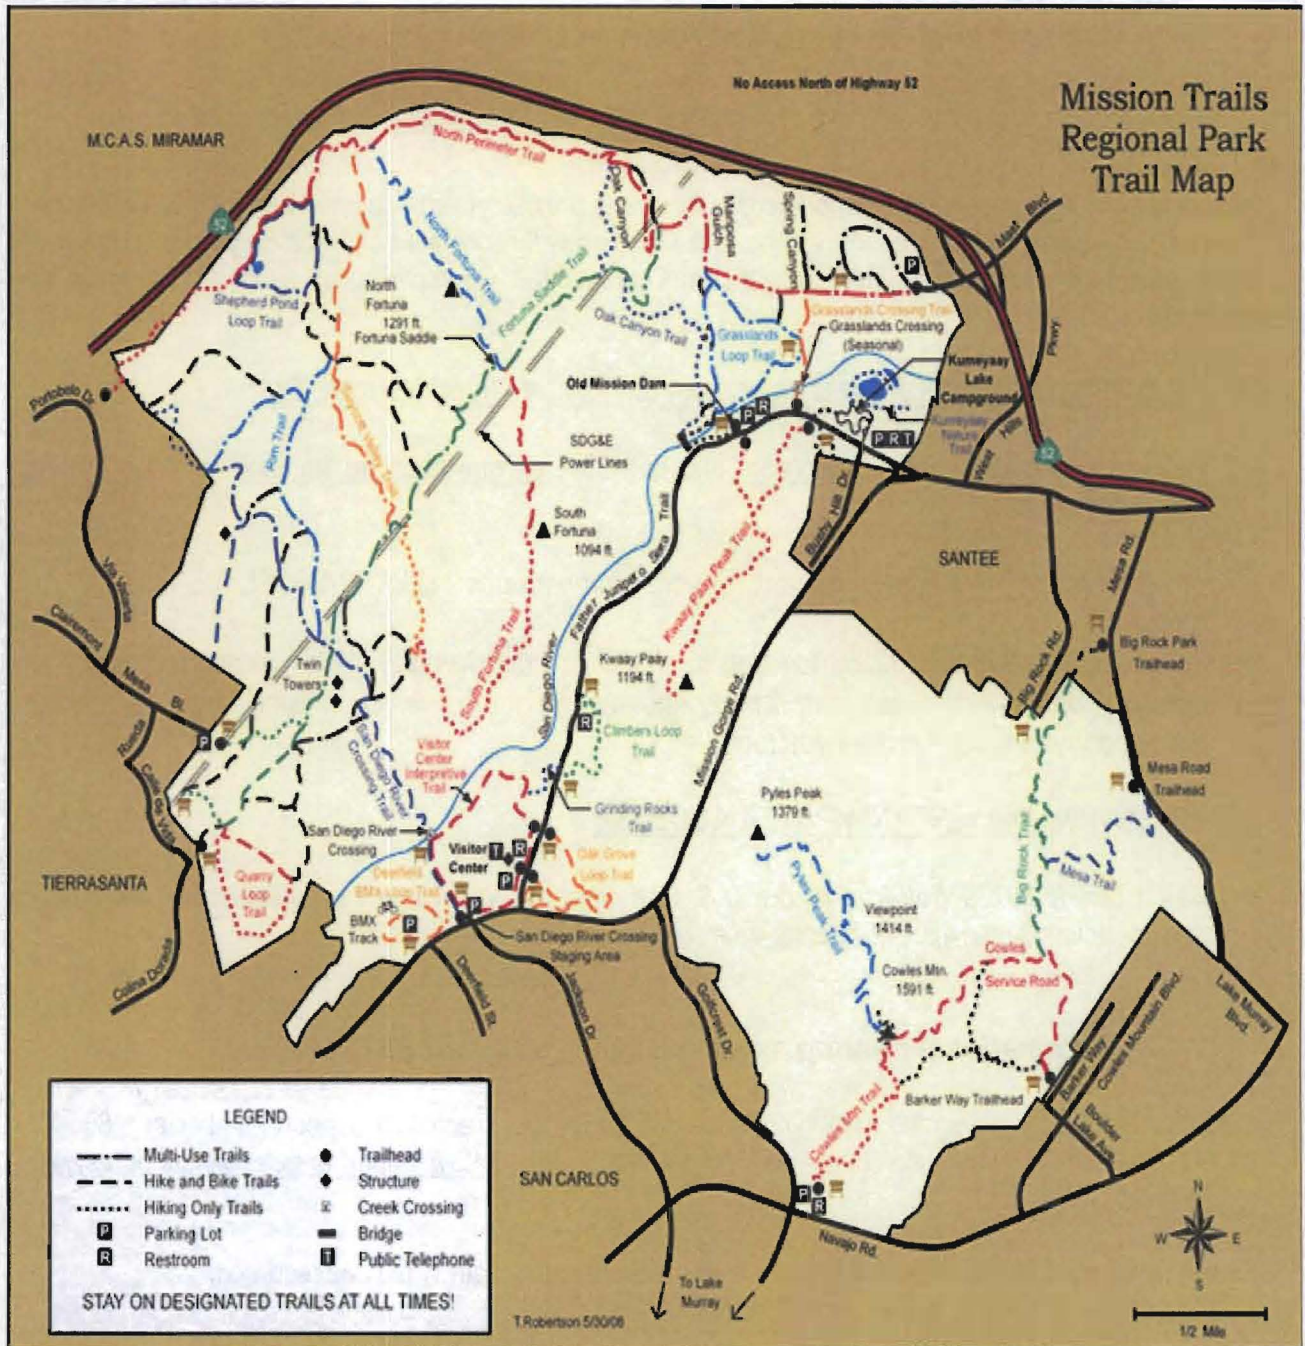 No Access North of Highway 52
Mission Trails
Regional Park
Trail Map
M.C.A.S. MIRAMAR
North Perimeter Trail
52
Oak Canyon
Mariposa
Gulch
Spring Canyon
Mast Blvd.
P
North Fortuna Trail
North
Fortuna
1291 ft.
Fortuna Saddle
Fortuna Saddle Trail
Shepherd Pond
Loop Trail
Oak Canyon Trail
Grasslands
Loop Trail
Grasslands Crossing Trail
Grasslands Crossing
(Seasonal)
Pkwy.
Kumeyaay
Lake
Campground
Portobelo Dr.
Old Mission Dam
P R
Kumeyaay
Nature
Trail
P R T
West Hills
52
Rim Trail
Suycott Valley Trail
SDG&E
Power Lines
South
Fortuna
1094 ft.
Father Junipero Serra Trail
Bushy Hill Dr.
Kwaay Paay Peak Trail
SANTEE
Mesa Rd.
Big Rock Rd.
Big Rock Park
Trailhead
Via Valarta
Clairemont
Mesa
Bl.
Twin
Towers
South Fortuna Trail
San Diego River
Kwaay Paay
1194 ft.
Mission Gorge Rd.
P
Rueda
Calle de Vida
San Diego River
Crossing Trail
Visitor
Center
Interpretive
Trail
R
Climbers Loop
Trail
Mesa Road
Trailhead
Pyles Peak
1379 ft.
Grinding Rocks
Trail
Big Rock Trail
Mesa Trail
San Diego River
Crossing
Visitor
Center
T R
P
Oak Grove
Loop Trail
TIERRASANTA
Quarry
Loop
Trail
Deerfield
BMX Loop Trail
BMX
Track
P
P
Pyles Peak Trail
Viewpoint
1414 ft.
San Diego River Crossing
Staging Area
Colina Dorada
Deerfield St.
Jackson Dr.
Golfcrest Dr.
Cowles Mtn.
1591 ft.
Cowles
Service Road
Lake Murray
Blvd.
Cowles Mountain Blvd.
Barker Way
Barker Way Trailhead
Boulder
Lake Ave.
Cowles Mtn Trail
LEGEND
Multi-Use Trails
Trailhead
Hike and Bike Trails
Structure
Hiking Only Trails
Creek Crossing
P Parking Lot
Bridge
R Restroom
T Public Telephone
STAY ON DESIGNATED TRAILS AT ALL TIMES!
SAN CARLOS
P
R
Navajo Rd.
To Lake
Murray
T.Robertson 5/30/08
N
W E
S
1/2 Mile